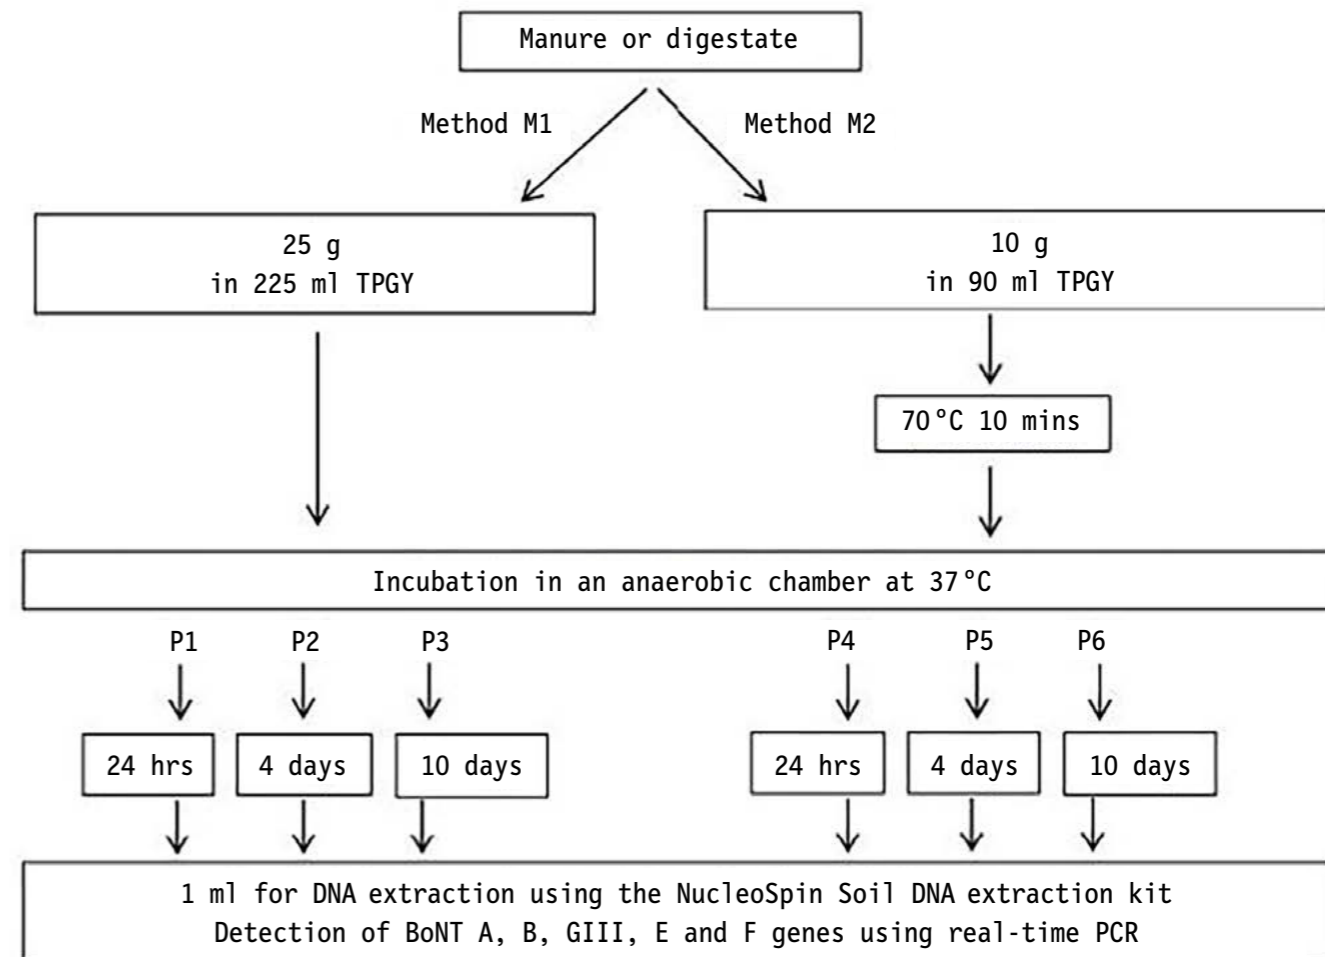 Manure or digestate
Method M1
Method M2
25 g
in 225 ml TPGY
10 g
in 90 ml TPGY
70°C 10 mins
Incubation in an anaerobic chamber at 37°C
P1
P2
P3
P4
P5
P6
24 hrs
4 days
10 days
24 hrs
4 days
10 days
1 ml for DNA extraction using the NucleoSpin Soil DNA extraction kit
Detection of BoNT A, B, GIII, E and F genes using real-time PCR